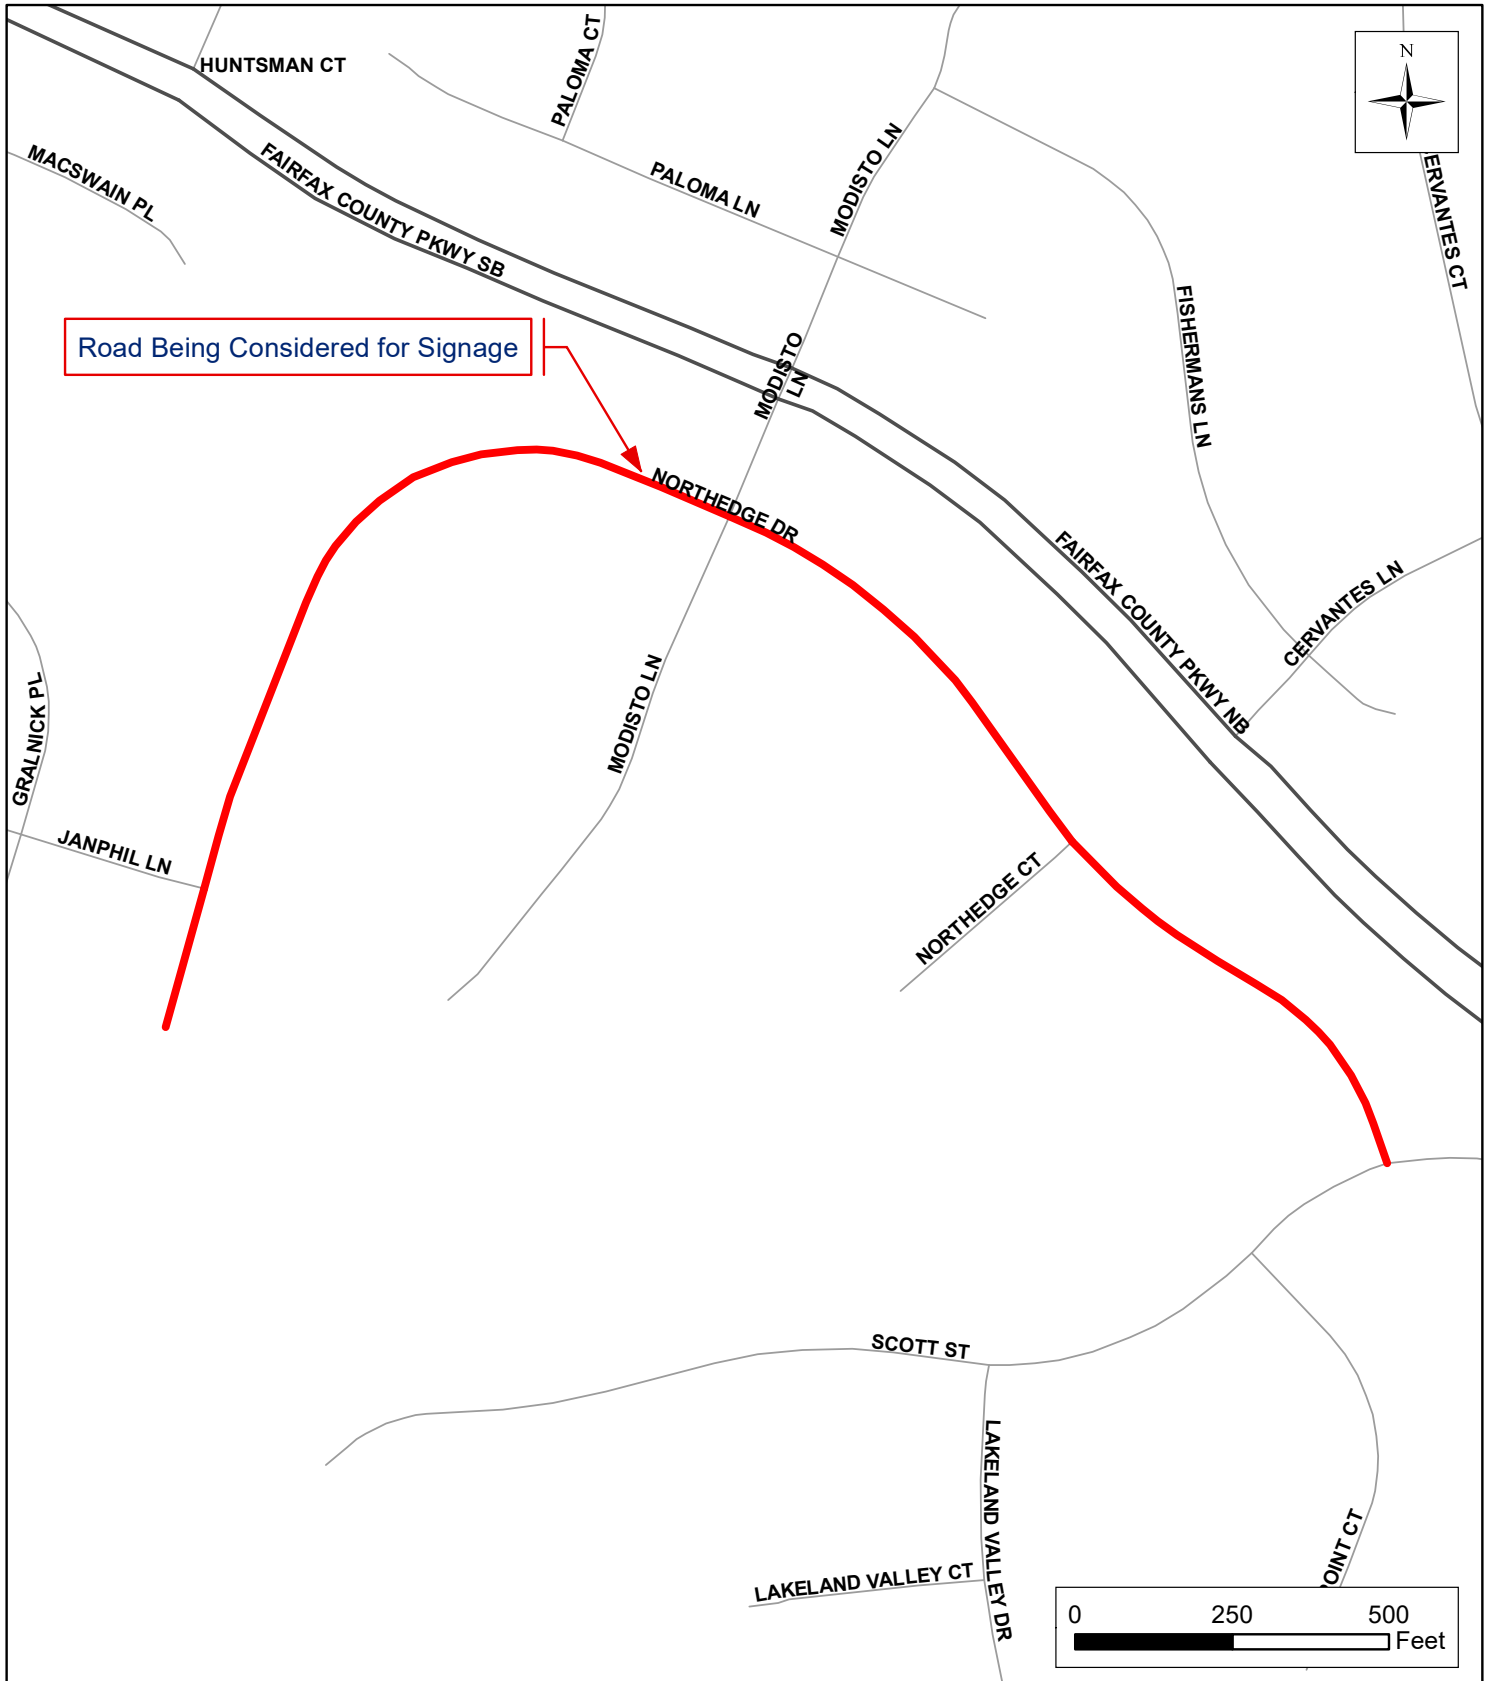 HUNTSMAN CT
PALOMA CT
N
MACSWAIN PL
FAIRFAX COUNTY PKWY SB
PALOMA LN
MODISTO LN
ERVANTES CT
Road Being Considered for Signage
MODISTO
LN
FISHERMANS LN
NORTHEDGE DR
FAIRFAX COUNTY PKWY NB
CERVANTES LN
GRALNICK PL
MODISTO LN
JANPHIL LN
NORTHEDGE CT
SCOTT ST
LAKELAND VALLEY DR
LAKELAND VALLEY CT
OINT CT
0 250 500
Feet